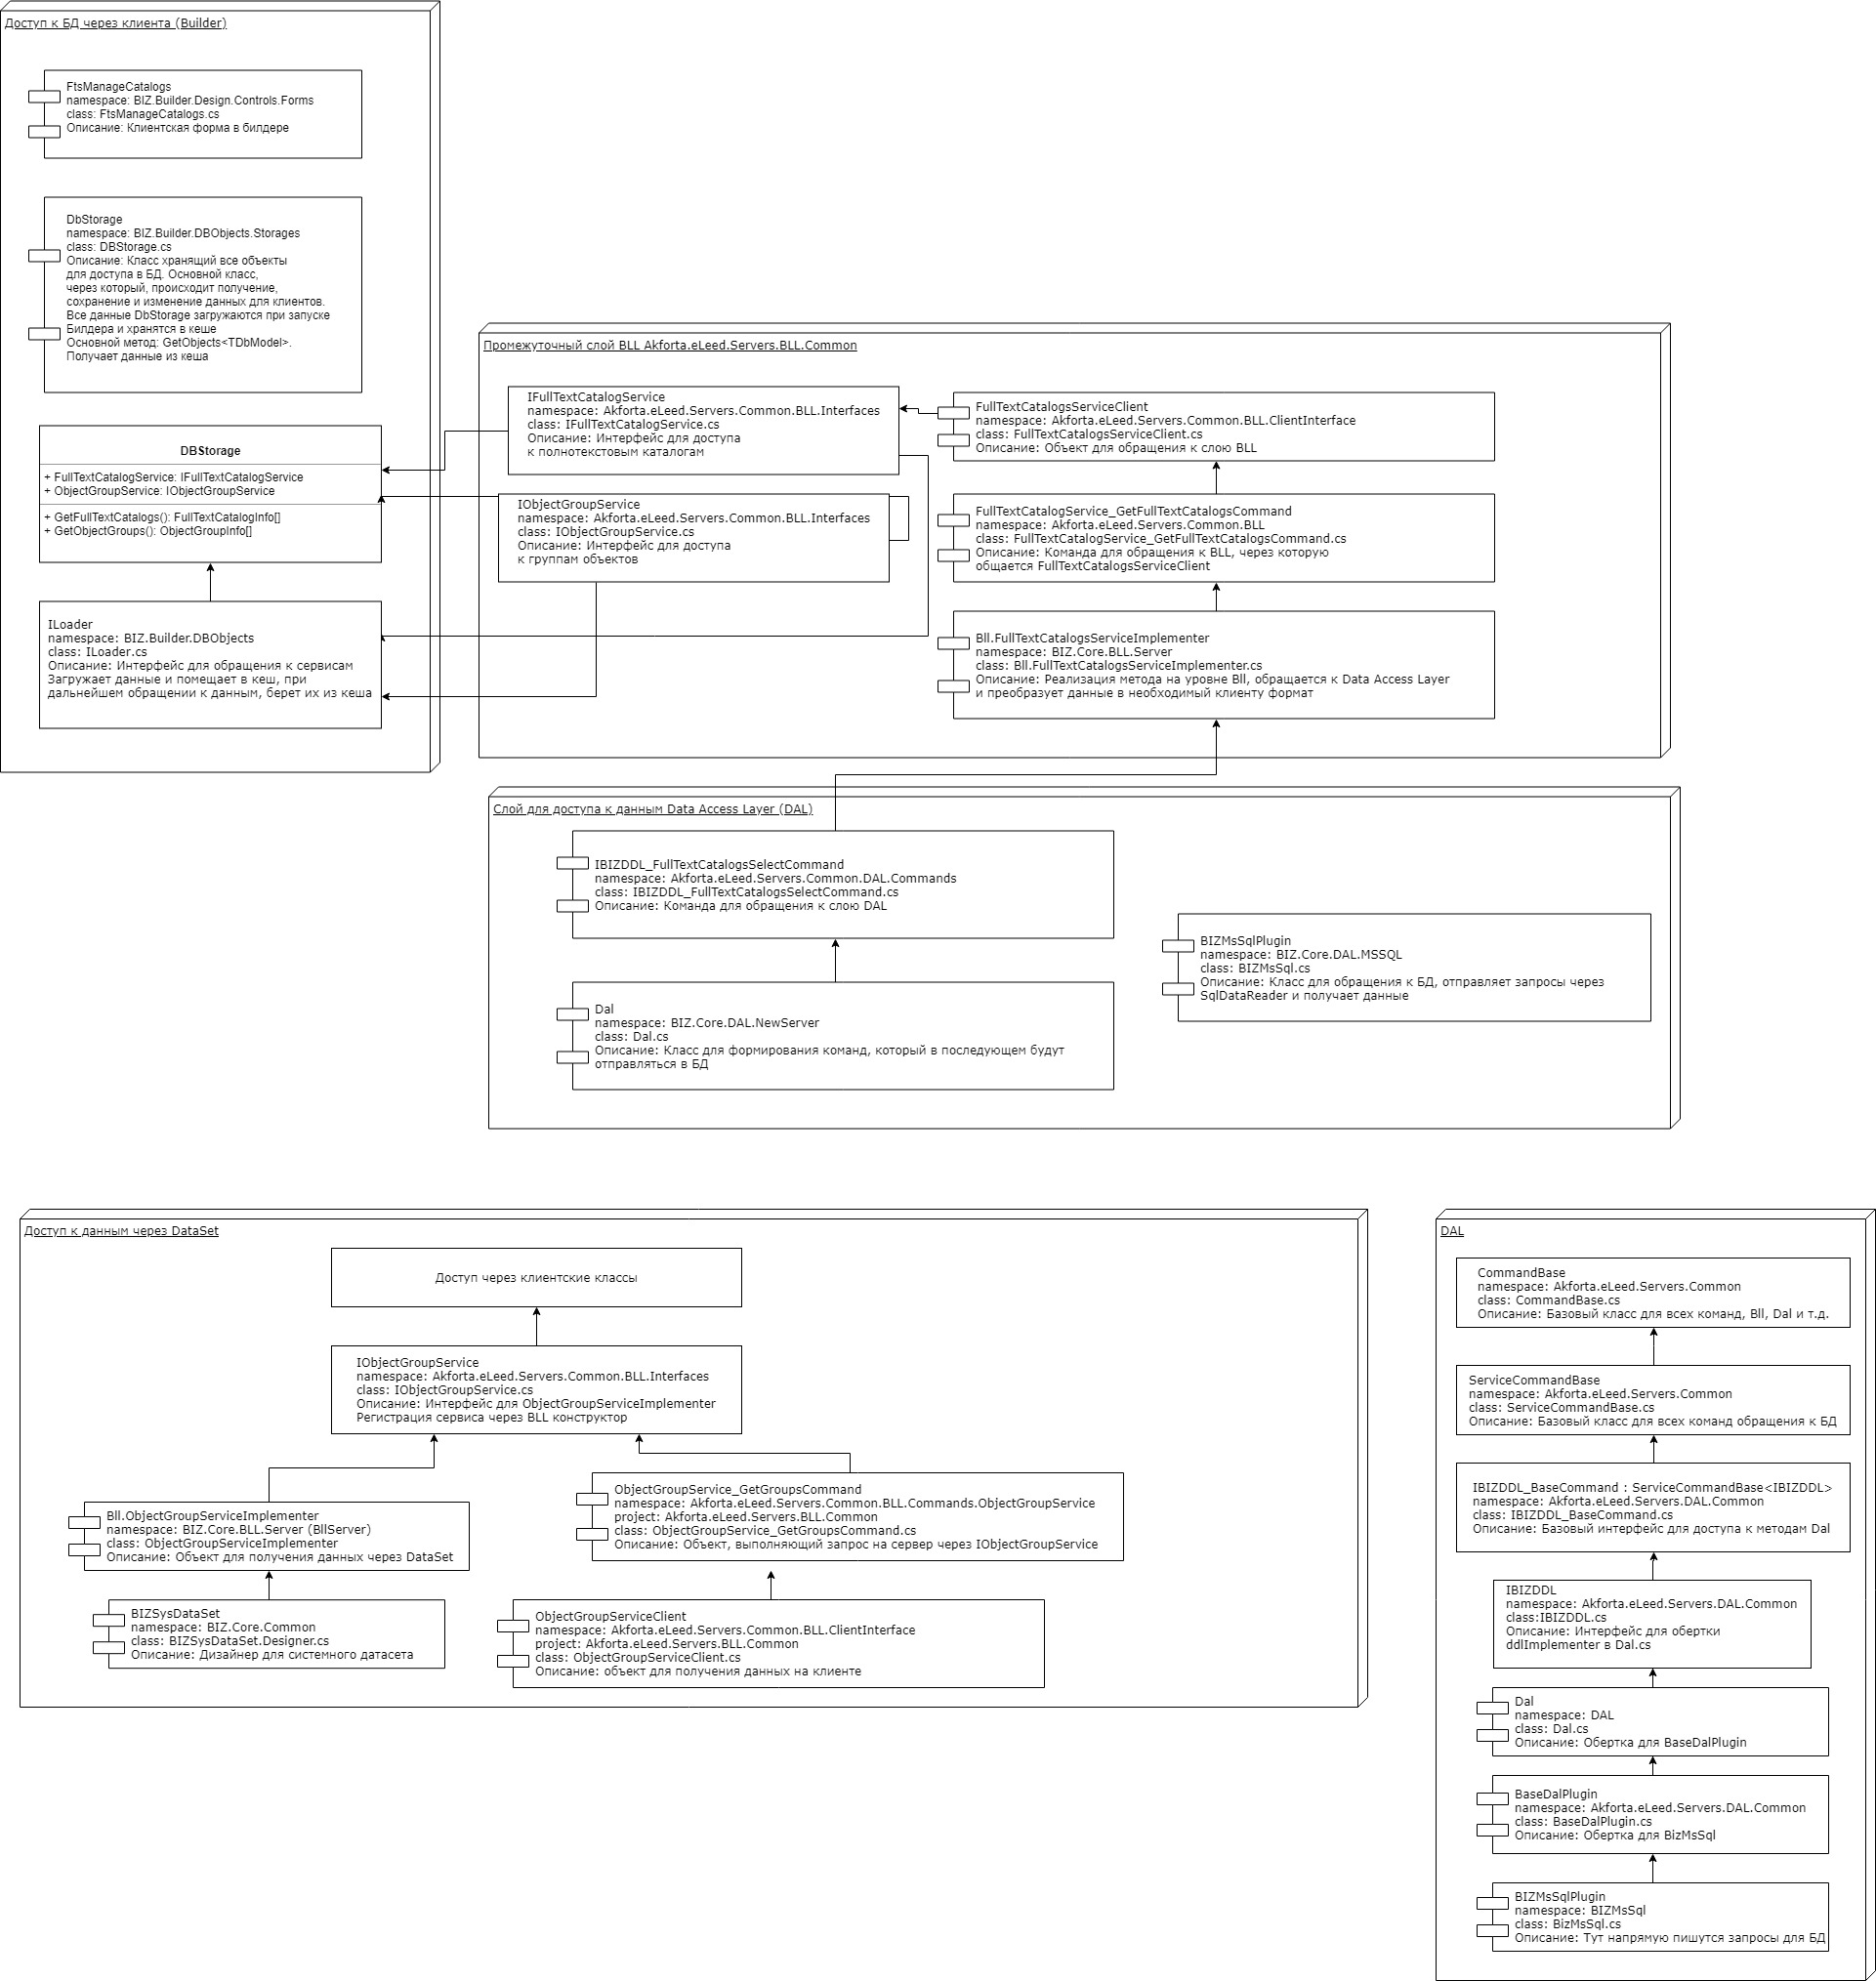 Доступ к БД через клиента (Builder)
FtsManageCatalogs
namespace: BIZ.Builder.Design.Controls.Forms
class: FtsManageCatalogs.cs
Описание: Клиентская форма в билдере
DbStorage
namespace: BIZ.Builder.DBObjects.Storages
class: DBStorage.cs
Описание: Класс хранящий все объекты
для доступа в БД. Основной класс,
через который, происходит получение,
сохранение и изменение данных для клиентов.
Все данные DbStorage загружаются при запуске
Билдера и хранятся в кеше
Основной метод: GetObjects<TDbModel>.
Получает данные из кеша
DBStorage
+ FullTextCatalogService: IFullTextCatalogService
+ ObjectGroupService: IObjectGroupService
+ GetFullTextCatalogs(): FullTextCatalogInfo[]
+ GetObjectGroups(): ObjectGroupInfo[]
ILoader
namespace: BIZ.Builder.DBObjects
class: ILoader.cs
Описание: Интерфейс для обращения к сервисам
Загружает данные и помещает в кеш, при
дальнейшем обращении к данным, берет их из кеша
Промежуточный слой BLL Akforta.eLeed.Servers.BLL.Common
IFullTextCatalogService
namespace: Akforta.eLeed.Servers.Common.BLL.Interfaces
class: IFullTextCatalogService.cs
Описание: Интерфейс для доступа
к полнотекстовым каталогам
IObjectGroupService
namespace: Akforta.eLeed.Servers.Common.BLL.Interfaces
class: IObjectGroupService.cs
Описание: Интерфейс для доступа
к группам объектов
FullTextCatalogsServiceClient
namespace: Akforta.eLeed.Servers.Common.BLL.ClientInterface
class: FullTextCatalogsServiceClient.cs
Описание: Объект для обращения к слою BLL
FullTextCatalogService_GetFullTextCatalogsCommand
namespace: Akforta.eLeed.Servers.Common.BLL
class: FullTextCatalogService_GetFullTextCatalogsCommand.cs
Описание: Команда для обращения к BLL, через которую
общается FullTextCatalogsServiceClient
Bll.FullTextCatalogsServiceImplementer
namespace: BIZ.Core.BLL.Server
class: Bll.FullTextCatalogsServiceImplementer.cs
Описание: Реализация метода на уровне Bll, обращается к Data Access Layer
и преобразует данные в необходимый клиенту формат
Слой для доступа к данным Data Access Layer (DAL)
IBIZDDL_FullTextCatalogsSelectCommand
namespace: Akforta.eLeed.Servers.Common.DAL.Commands
class: IBIZDDL_FullTextCatalogsSelectCommand.cs
Описание: Команда для обращения к слою DAL
Dal
namespace: BIZ.Core.DAL.NewServer
class: Dal.cs
Описание: Класс для формирования команд, который в последующем будут
отправляться в БД
BIZMsSqlPlugin
namespace: BIZ.Core.DAL.MSSQL
class: BIZMsSql.cs
Описание: Класс для обращения к БД, отправляет запросы через
SqlDataReader и получает данные
Доступ к данным через DataSet
Доступ через клиентские классы
IObjectGroupService
namespace: Akforta.eLeed.Servers.Common.BLL.Interfaces
class: IObjectGroupService.cs
Описание: Интерфейс для ObjectGroupServiceImplementer
Регистрация сервиса через BLL конструктор
Bll.ObjectGroupServiceImplementer
namespace: BIZ.Core.BLL.Server (BllServer)
class: ObjectGroupServiceImplementer
Описание: Объект для получения данных через DataSet
BIZSysDataSet
namespace: BIZ.Core.Common
class: BIZSysDataSet.Designer.cs
Описание: Дизайнер для системного датасета
ObjectGroupService_GetGroupsCommand
namespace: Akforta.eLeed.Servers.Common.BLL.Commands.ObjectGroupService
project: Akforta.eLeed.Servers.BLL.Common
class: ObjectGroupService_GetGroupsCommand.cs
Описание: Объект, выполняющий запрос на сервер через IObjectGroupService
ObjectGroupServiceClient
namespace: Akforta.eLeed.Servers.Common.BLL.ClientInterface
project: Akforta.eLeed.Servers.BLL.Common
class: ObjectGroupServiceClient.cs
Описание: объект для получения данных на клиенте
DAL
CommandBase
namespace: Akforta.eLeed.Servers.Common
class: CommandBase.cs
Описание: Базовый класс для всех команд, Bll, Dal и т.д.
ServiceCommandBase
namespace: Akforta.eLeed.Servers.Common
class: ServiceCommandBase.cs
Описание: Базовый класс для всех команд обращения к БД
IBIZDDL_BaseCommand : ServiceCommandBase<IBIZDDL>
namespace: Akforta.eLeed.Servers.DAL.Common
class: IBIZDDL_BaseCommand.cs
Описание: Базовый интерфейс для доступа к методам Dal
IBIZDDL
namespace: Akforta.eLeed.Servers.DAL.Common
class:IBIZDDL.cs
Описание: Интерфейс для обертки
ddlImplementer в Dal.cs
Dal
namespace: DAL
class: Dal.cs
Описание: Обертка для BaseDalPlugin
BaseDalPlugin
namespace: Akforta.eLeed.Servers.DAL.Common
class: BaseDalPlugin.cs
Описание: Обертка для BizMsSql
BIZMsSqlPlugin
namespace: BIZMsSql
class: BizMsSql.cs
Описание: Тут напрямую пишутся запросы для БД